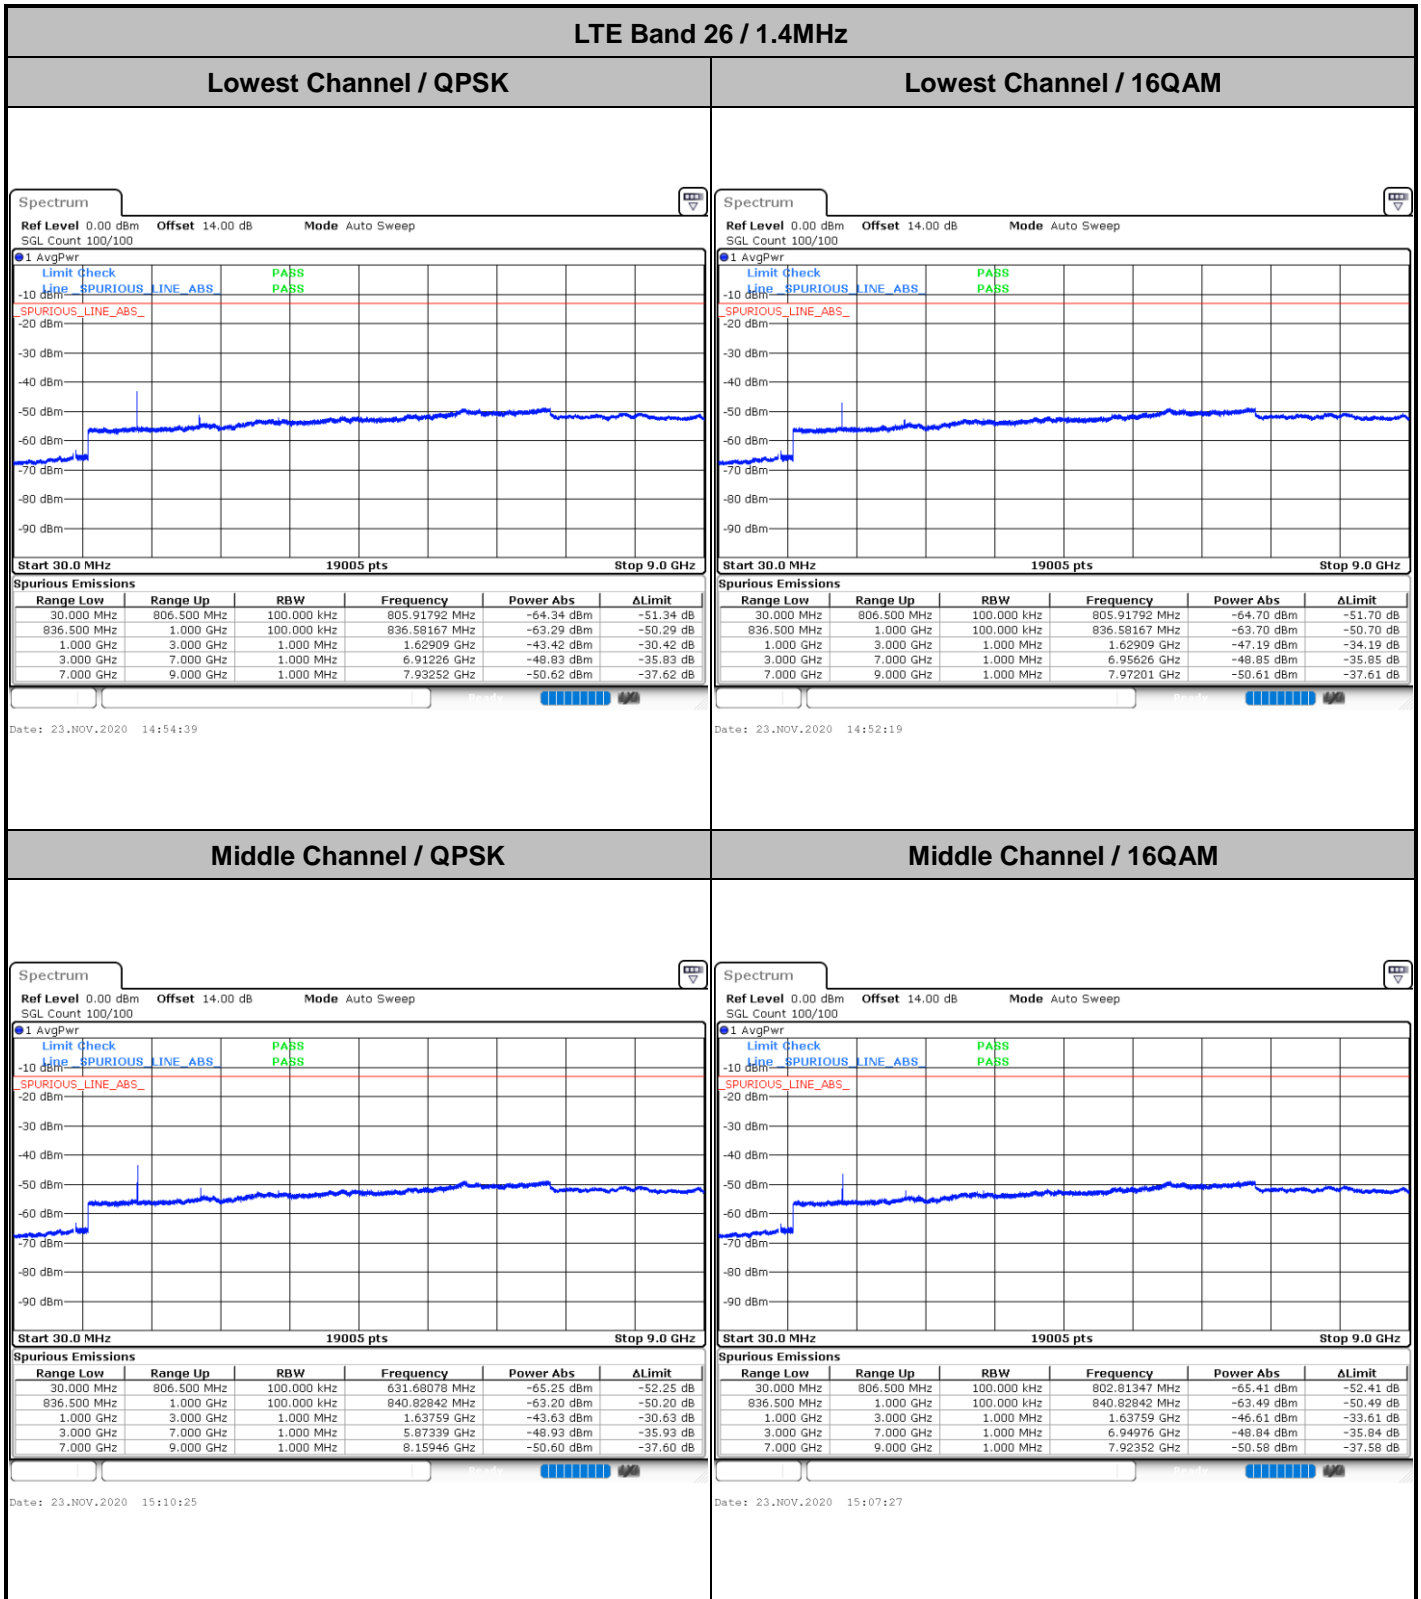 LTE Band 26 / 1.4MHz
Lowest Channel / QPSK
Lowest Channel / 16QAM
Spectrum
Ref Level 0.00 dBm Offset 14.00 dB Mode Auto Sweep
SGL Count 100/100
1 AvgPwr
Limit Check PASS
Line _SPURIOUS_LINE_ABS_ PASS
-10 dBm
_SPURIOUS_LINE_ABS_
-20 dBm
-30 dBm
-40 dBm
-50 dBm
-60 dBm
-70 dBm
-80 dBm
-90 dBm
Start 30.0 MHz 19005 pts Stop 9.0 GHz
Spurious Emissions
Range Low Range Up RBW Frequency Power Abs ΔLimit
30.000 MHz 806.500 MHz 100.000 kHz 805.91792 MHz -64.34 dBm -51.34 dB
836.500 MHz 1.000 GHz 100.000 kHz 836.58167 MHz -63.29 dBm -50.29 dB
1.000 GHz 3.000 GHz 1.000 MHz 1.62909 GHz -43.42 dBm -30.42 dB
3.000 GHz 7.000 GHz 1.000 MHz 6.91226 GHz -48.83 dBm -35.83 dB
7.000 GHz 9.000 GHz 1.000 MHz 7.93252 GHz -50.62 dBm -37.62 dB
Date: 23.NOV.2020 14:54:39
Spectrum
Ref Level 0.00 dBm Offset 14.00 dB Mode Auto Sweep
SGL Count 100/100
1 AvgPwr
Limit Check PASS
Line _SPURIOUS_LINE_ABS_ PASS
-10 dBm
_SPURIOUS_LINE_ABS_
-20 dBm
-30 dBm
-40 dBm
-50 dBm
-60 dBm
-70 dBm
-80 dBm
-90 dBm
Start 30.0 MHz 19005 pts Stop 9.0 GHz
Spurious Emissions
Range Low Range Up RBW Frequency Power Abs ΔLimit
30.000 MHz 806.500 MHz 100.000 kHz 805.91792 MHz -64.70 dBm -51.70 dB
836.500 MHz 1.000 GHz 100.000 kHz 836.58167 MHz -63.70 dBm -50.70 dB
1.000 GHz 3.000 GHz 1.000 MHz 1.62909 GHz -47.19 dBm -34.19 dB
3.000 GHz 7.000 GHz 1.000 MHz 6.95626 GHz -48.85 dBm -35.85 dB
7.000 GHz 9.000 GHz 1.000 MHz 7.97201 GHz -50.61 dBm -37.61 dB
Date: 23.NOV.2020 14:52:19
Middle Channel / QPSK
Middle Channel / 16QAM
Spectrum
Ref Level 0.00 dBm Offset 14.00 dB Mode Auto Sweep
SGL Count 100/100
1 AvgPwr
Limit Check PASS
Line _SPURIOUS_LINE_ABS_ PASS
-10 dBm
_SPURIOUS_LINE_ABS_
-20 dBm
-30 dBm
-40 dBm
-50 dBm
-60 dBm
-70 dBm
-80 dBm
-90 dBm
Start 30.0 MHz 19005 pts Stop 9.0 GHz
Spurious Emissions
Range Low Range Up RBW Frequency Power Abs ΔLimit
30.000 MHz 806.500 MHz 100.000 kHz 631.68078 MHz -65.25 dBm -52.25 dB
836.500 MHz 1.000 GHz 100.000 kHz 840.82842 MHz -63.20 dBm -50.20 dB
1.000 GHz 3.000 GHz 1.000 MHz 1.63759 GHz -43.63 dBm -30.63 dB
3.000 GHz 7.000 GHz 1.000 MHz 5.87339 GHz -48.93 dBm -35.93 dB
7.000 GHz 9.000 GHz 1.000 MHz 8.15946 GHz -50.60 dBm -37.60 dB
Date: 23.NOV.2020 15:10:25
Spectrum
Ref Level 0.00 dBm Offset 14.00 dB Mode Auto Sweep
SGL Count 100/100
1 AvgPwr
Limit Check PASS
Line _SPURIOUS_LINE_ABS_ PASS
-10 dBm
_SPURIOUS_LINE_ABS_
-20 dBm
-30 dBm
-40 dBm
-50 dBm
-60 dBm
-70 dBm
-80 dBm
-90 dBm
Start 30.0 MHz 19005 pts Stop 9.0 GHz
Spurious Emissions
Range Low Range Up RBW Frequency Power Abs ΔLimit
30.000 MHz 806.500 MHz 100.000 kHz 802.81347 MHz -65.41 dBm -52.41 dB
836.500 MHz 1.000 GHz 100.000 kHz 840.82842 MHz -63.49 dBm -50.49 dB
1.000 GHz 3.000 GHz 1.000 MHz 1.63759 GHz -46.61 dBm -33.61 dB
3.000 GHz 7.000 GHz 1.000 MHz 6.94976 GHz -48.84 dBm -35.84 dB
7.000 GHz 9.000 GHz 1.000 MHz 7.92352 GHz -50.58 dBm -37.58 dB
Date: 23.NOV.2020 15:07:27